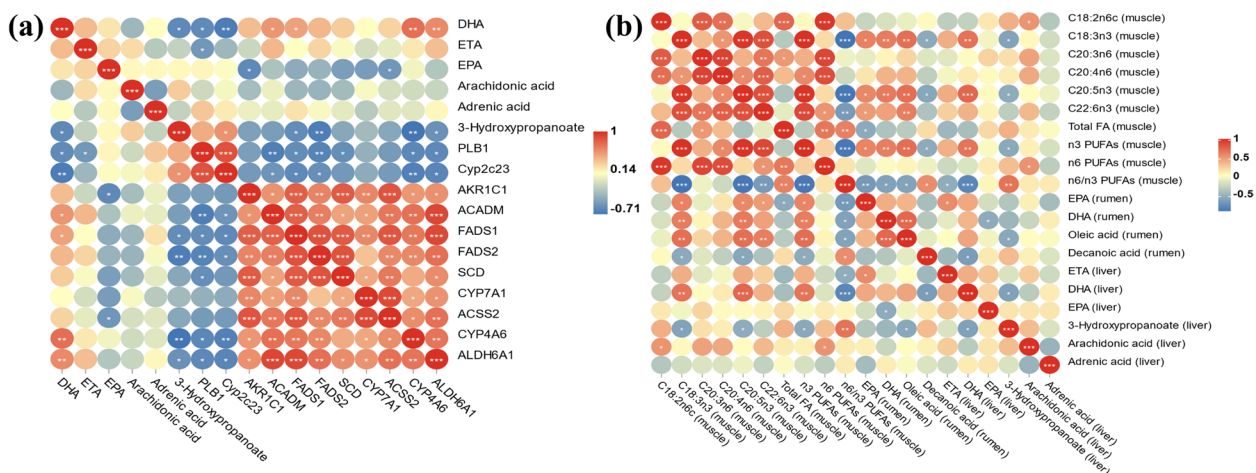 (a)
DHA
ETA
EPA
Arachidonic acid
Adrenic acid
3-Hydroxypropanoate
PLB1
Cyp2c23
AKR1C1
ACADM
FADS1
FADS2
SCD
CYP7A1
ACSS2
CYP4A6
ALDH6A1
1
0.14
-0.71
DHA
ETA
EPA
Arachidonic acid
Adrenic acid
3-Hydroxypropanoate
PLB1
Cyp2c23
AKR1C1
ACADM
FADS1
FADS2
SCD
CYP7A1
ACSS2
CYP4A6
ALDH6A1
(b)
C18:2n6c (muscle)
C18:3n3 (muscle)
C20:3n6 (muscle)
C20:4n6 (muscle)
C20:5n3 (muscle)
C22:6n3 (muscle)
Total FA (muscle)
n3 PUFAs (muscle)
n6 PUFAs (muscle)
n6/n3 PUFAs (muscle)
EPA (rumen)
DHA (rumen)
Oleic acid (rumen)
Decanoic acid (rumen)
ETA (liver)
DHA (liver)
EPA (liver)
3-Hydroxypropanoate (liver)
Arachidonic acid (liver)
Adrenic acid (liver)
1
0.5
0
-0.5
-1
C18:2n6c (muscle)
C18:3n3 (muscle)
C20:3n6 (muscle)
C20:4n6 (muscle)
C20:5n3 (muscle)
C22:6n3 (muscle)
Total FA (muscle)
n3 PUFAs (muscle)
n6 PUFAs (muscle)
n6/n3 PUFAs (muscle)
EPA (rumen)
DHA (rumen)
Oleic acid (rumen)
Decanoic acid (rumen)
ETA (liver)
DHA (liver)
EPA (liver)
3-Hydroxypropanoate (liver)
Arachidonic acid (liver)
Adrenic acid (liver)